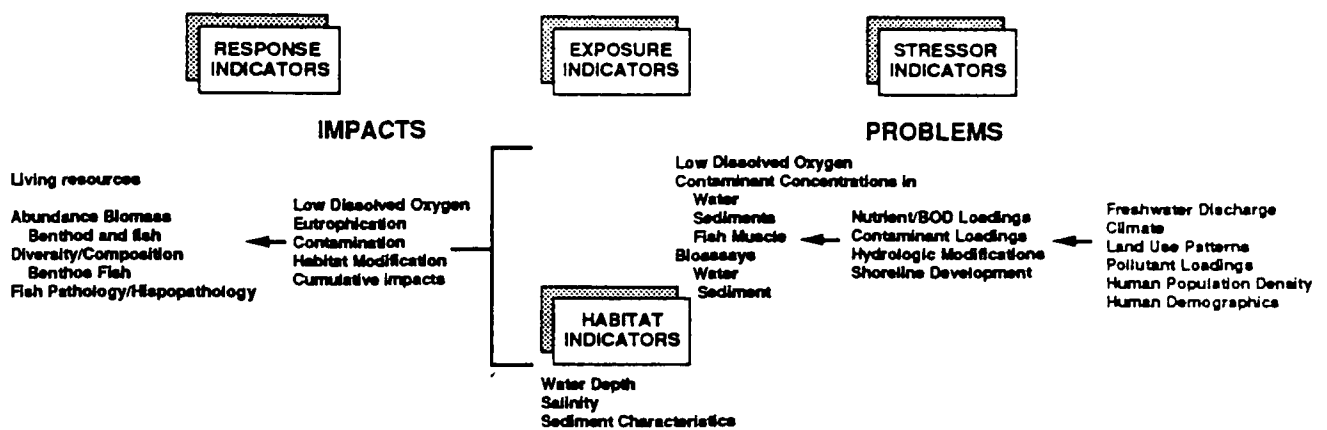 RESPONSE
INDICATORS
EXPOSURE
INDICATORS
STRESSOR
INDICATORS
IMPACTS
PROBLEMS
Living resources
Abundance Biomass
Benthod and fish
Diversity/Composition
Benthos Fish
Fish Pathology/Hispopathology
Low Dissolved Oxygen
Eutrophication
Contamination
Habitat Modification
Cumulative impacts
Low Dissolved Oxygen
Contaminant Concentrations in
Water
Sediments
Fish Muscle
Bioassays
Water
Sediment
Nutrient/BOD Loadings
Contaminant Loadings
Hydrologic Modifications
Shoreline Development
Freshwater Discharge
Climate
Land Use Patterns
Pollutant Loadings
Human Population Density
Human Demographics
HABITAT
INDICATORS
Water Depth
Salinity
Sediment Characteristics